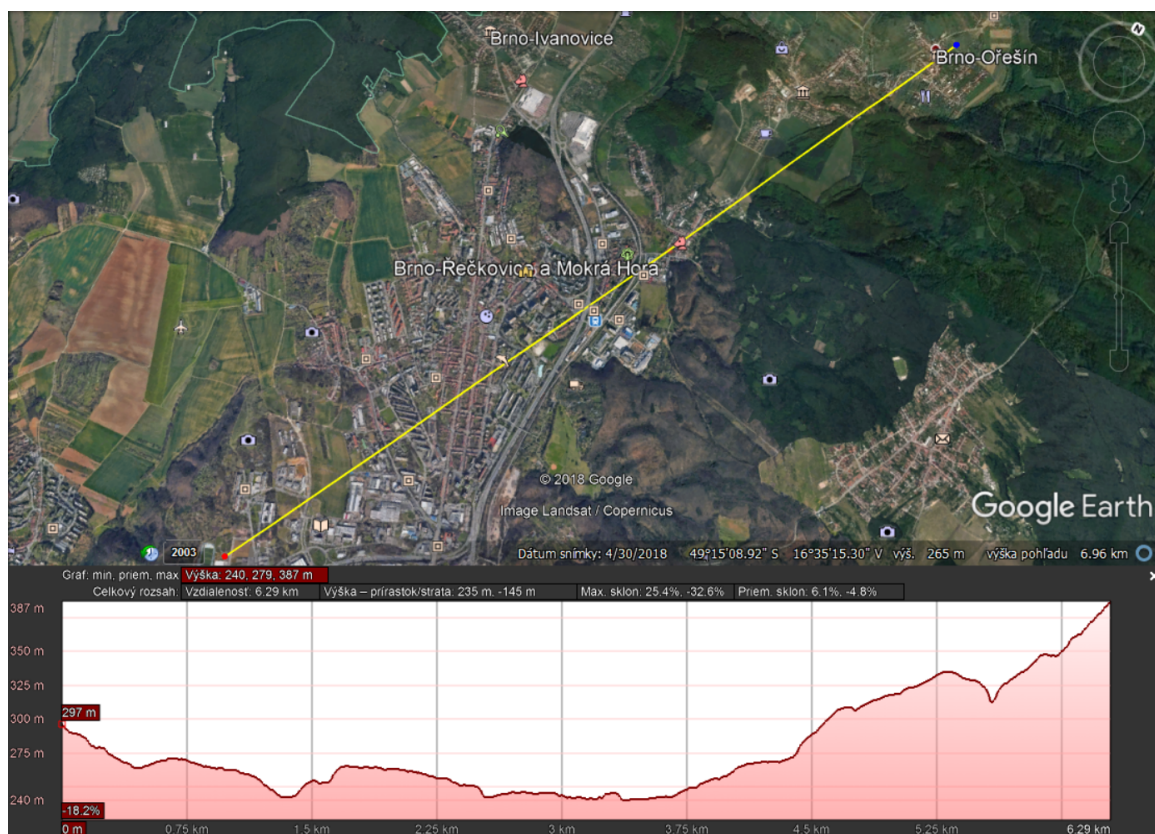 Brno-Ivanovice
Brno-Ořešín
N
Brno-Řečkovice a Mokrá Hora
© 2018 Google
Image Landsat / Copernicus
Google Earth
2003
Dátum snímky: 4/30/2018 49°15'08.92" S 16°35'15.30" V výš. 265 m výška pohľadu 6.96 km
Graf: min. priem. max Výška: 240, 279, 387 m
Celkový rozsah: Vzdialenosť: 6.29 km Výška – prírastok/strata: 235 m, -145 m Max. sklon: 25.4%, -32.6% Priem. sklon: 6.1%, -4.8%
387 m
350 m
325 m
300 m
297 m
275 m
240 m
-18.2%
0 m 0.75 km 1.5 km 2.25 km 3 km 3.75 km 4.5 km 5.25 km 6.29 km